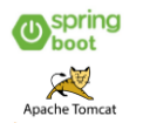 spring
boot
Apache Tomcat